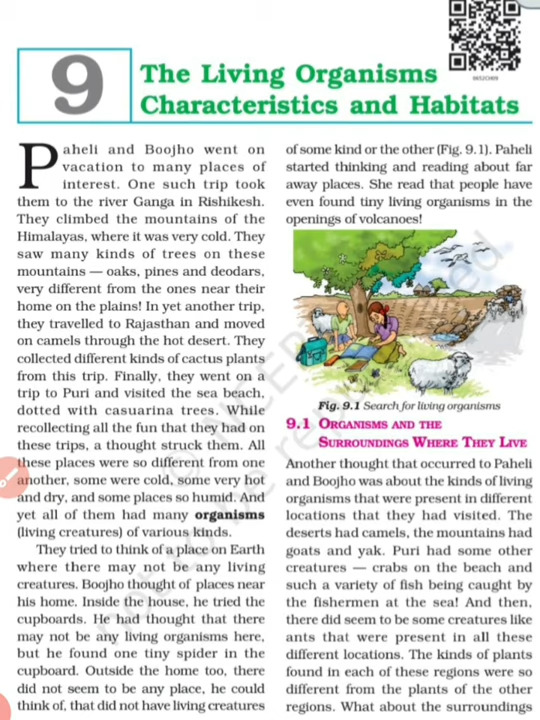 9
The Living Organisms
Characteristics and Habitats
Paheli and Boojho went on
vacation to many places of
interest. One such trip took
them to the river Ganga in Rishikesh.
They climbed the mountains of the
Himalayas, where it was very cold. They
saw many kinds of trees on these
mountains — oaks, pines and deodars,
very different from the ones near their
home on the plains! In yet another trip,
they travelled to Rajasthan and moved
on camels through the hot desert. They
collected different kinds of cactus plants
from this trip. Finally, they went on a
trip to Puri and visited the sea beach,
dotted with casuarina trees. While
recollecting all the fun that they had on
these trips, a thought struck them. All
these places were so different from one
another, some were cold, some very hot
and dry, and some places so humid. And
yet all of them had many organisms
(living creatures) of various kinds.
They tried to think of a place on Earth
where there may not be any living
creatures. Boojho thought of places near
his home. Inside the house, he tried the
cupboards. He had thought that there
may not be any living organisms here,
but he found one tiny spider in the
cupboard. Outside the home too, there
did not seem to be any place, he could
think of, that did not have living creatures
of some kind or the other (Fig. 9.1). Paheli
started thinking and reading about far
away places. She read that people have
even found tiny living organisms in the
openings of volcanoes!
Fig. 9.1 Search for living organisms
9.1 ORGANISMS AND THE
SURROUNDINGS WHERE THEY LIVE
Another thought that occurred to Paheli
and Boojho was about the kinds of living
organisms that were present in different
locations that they had visited. The
deserts had camels, the mountains had
goats and yak. Puri had some other
creatures — crabs on the beach and
such a variety of fish being caught by
the fishermen at the sea! And then,
there did seem to be some creatures like
ants that were present in all these
different locations. The kinds of plants
found in each of these regions were so
different from the plants of the other
regions. What about the surroundings
© NCERT
not to be republished